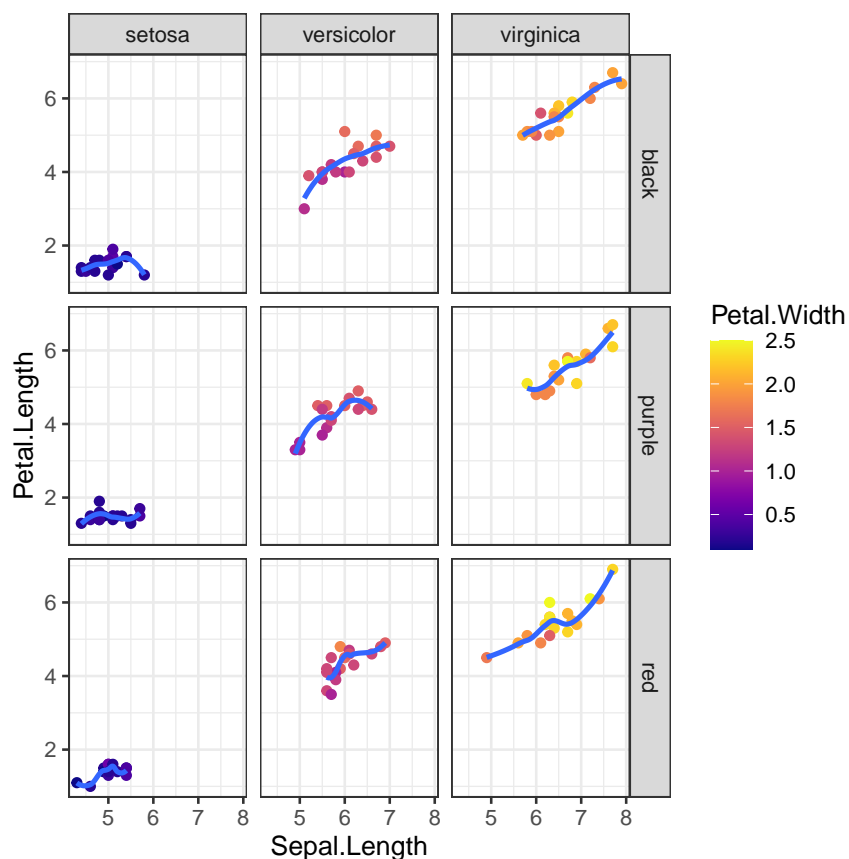 setosa versicolor virginica
6
4
2
black
6
4
2
purple
6
4
2
red
Petal.Length
5 6 7 8 5 6 7 8 5 6 7 8
Sepal.Length
Petal.Width
2.5
2.0
1.5
1.0
0.5